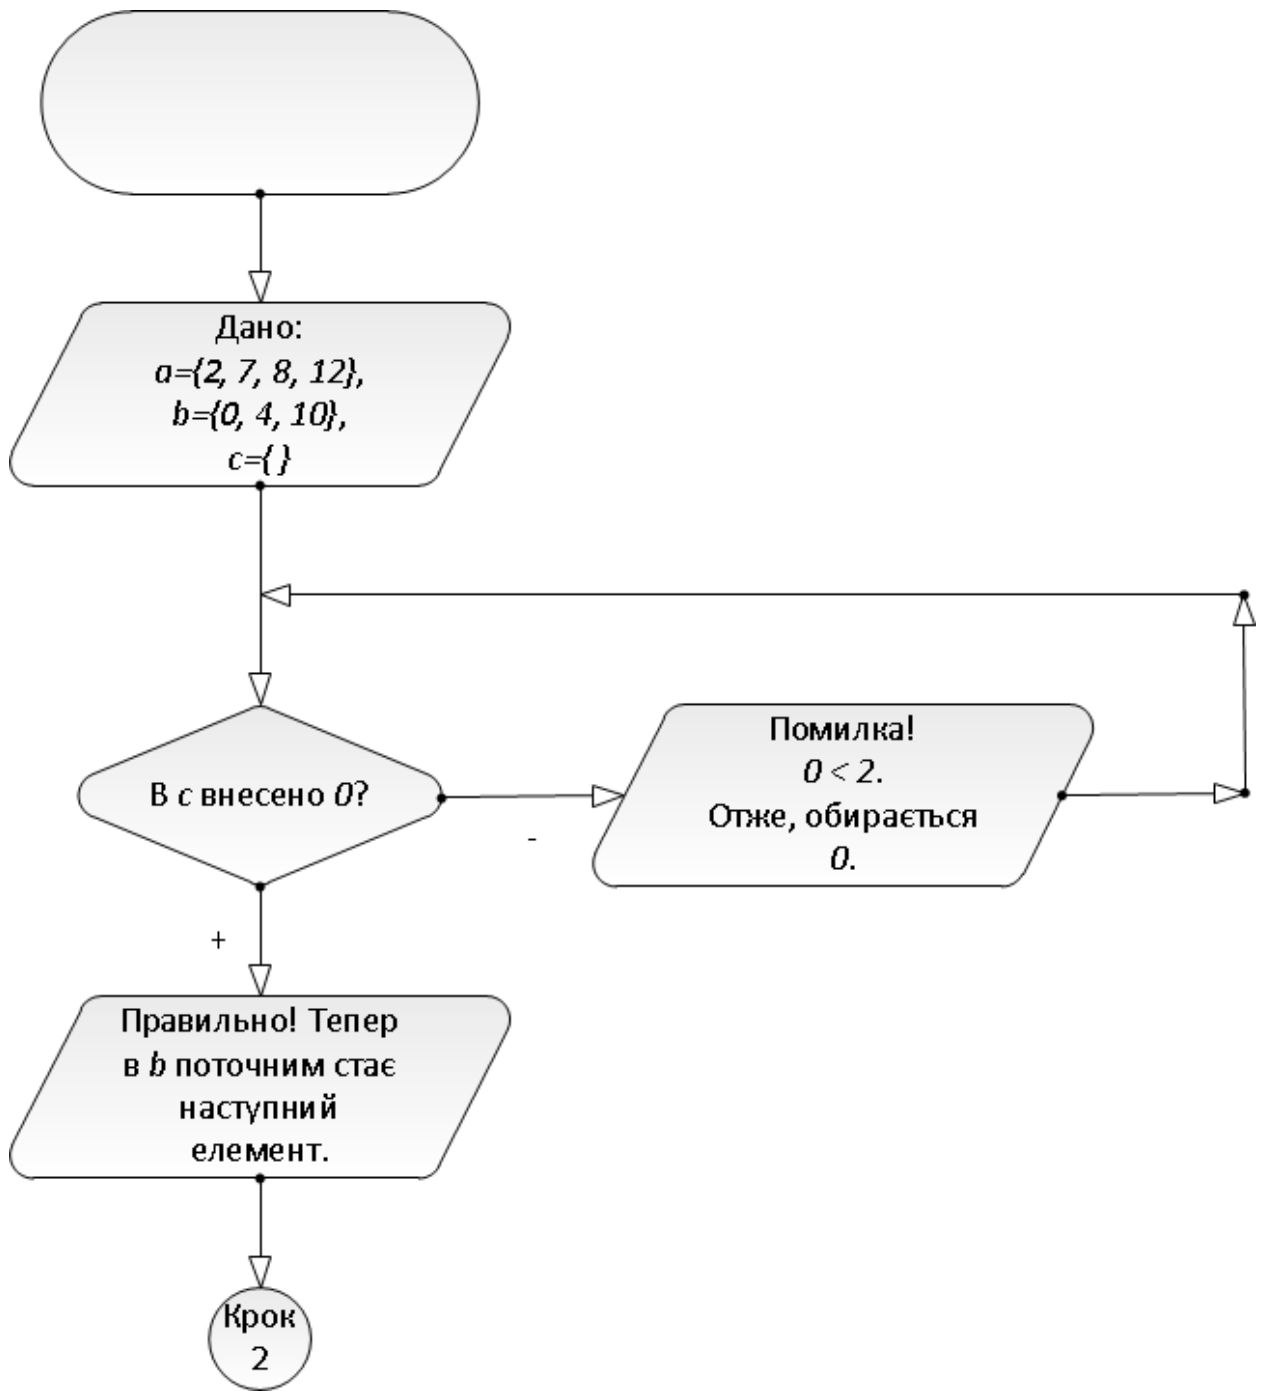 Дано:
a={2, 7, 8, 12},
b={0, 4, 10},
c={ }
В c внесено 0?
-
Помилка!
0 < 2.
Отже, обирається
0.
+
Правильно! Тепер
в b поточним стає
наступний
елемент.
Крок
2